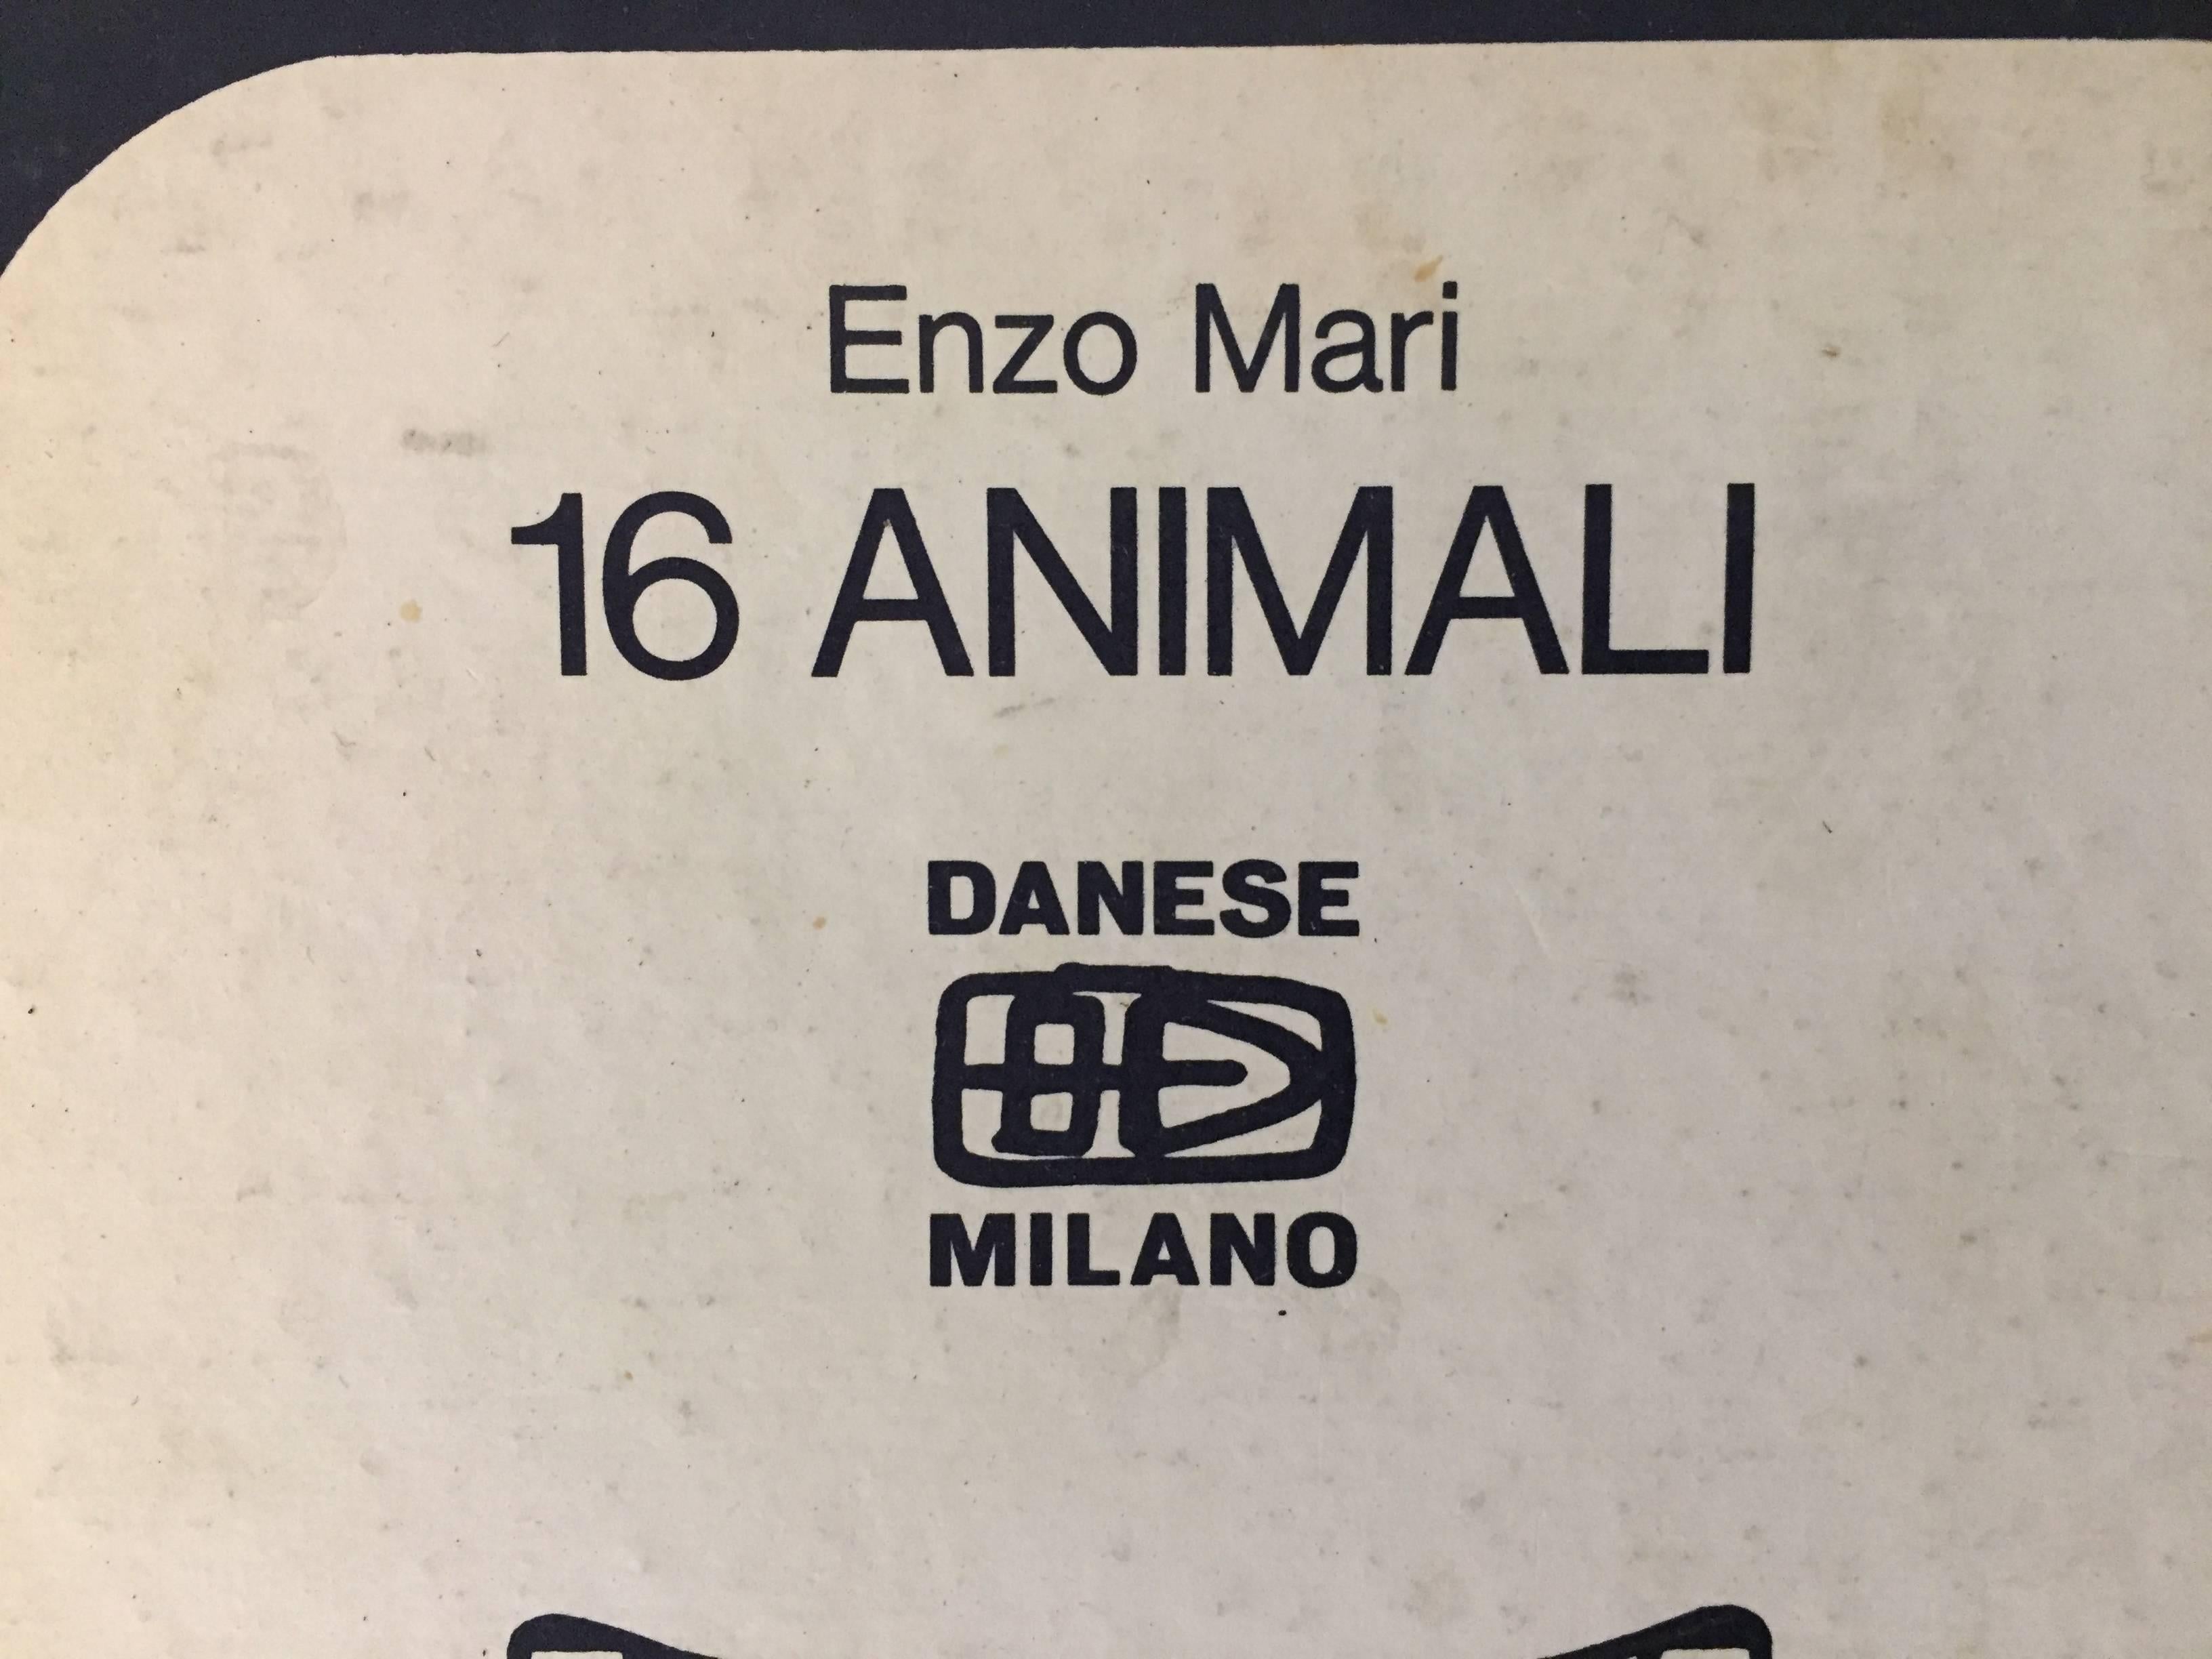 Enzo Mari
16 ANIMALI
DANESE
MILANO